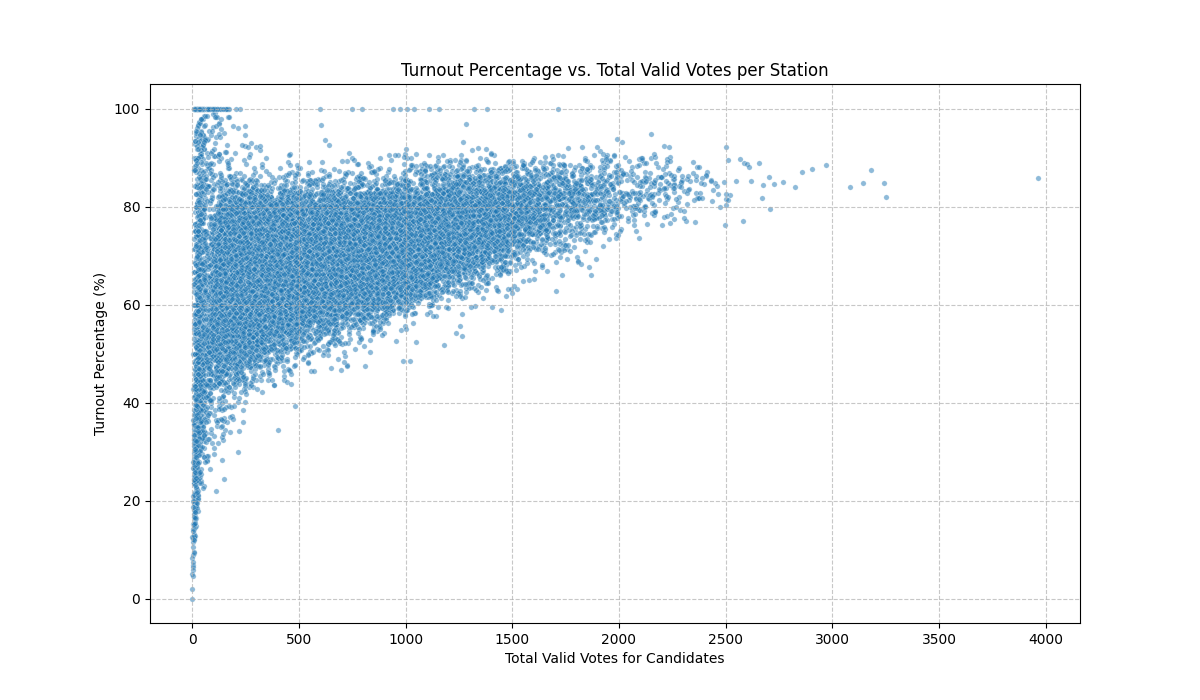 Turnout Percentage vs. Total Valid Votes per Station
Turnout Percentage (%)
100
80
60
40
20
0
0 500 1000 1500 2000 2500 3000 3500 4000
Total Valid Votes for Candidates